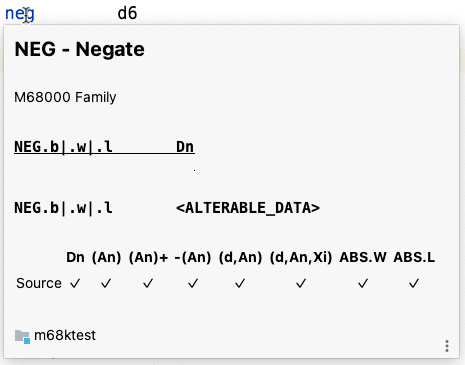 neg d6
NEG - Negate
M68000 Family
NEG.b|.w|.l Dn
NEG.b|.w|.l <ALTERABLE_DATA>
Dn (An) (An)+ -(An) (d,An) (d,An,Xi) ABS.W ABS.L
Source ✓ ✓ ✓ ✓ ✓ ✓ ✓ ✓
m68ktest